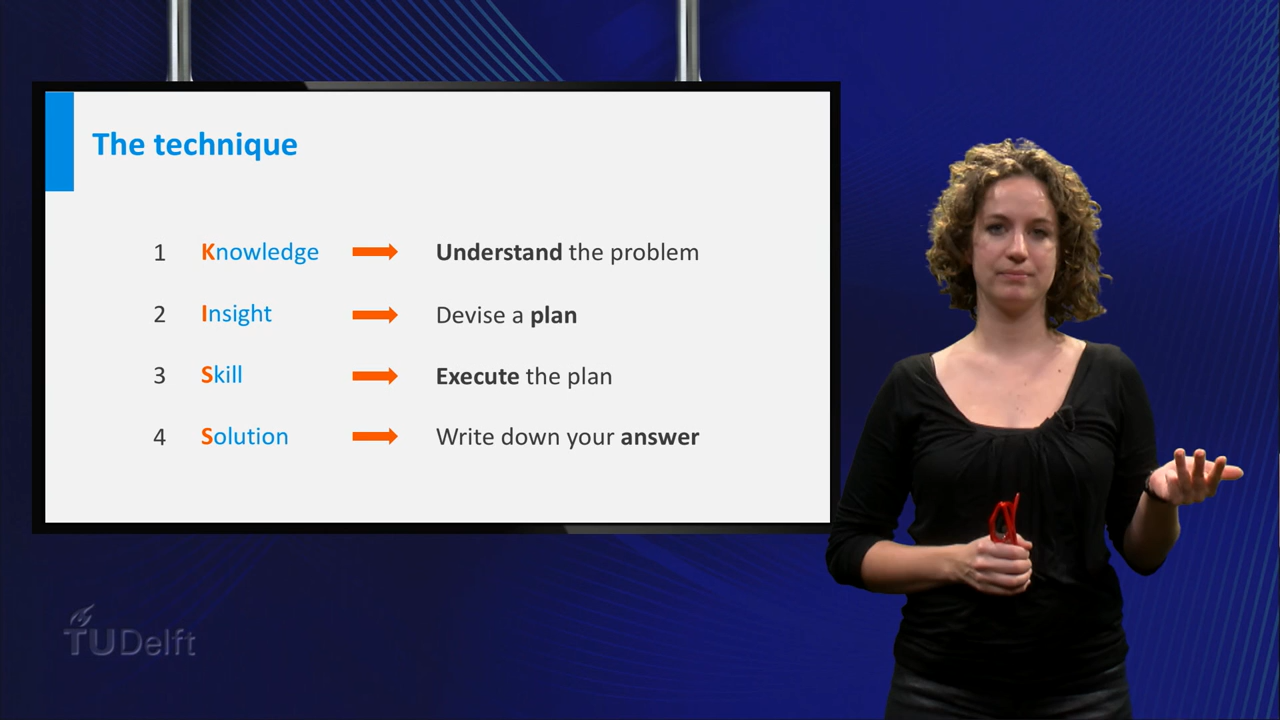 The technique
1 Knowledge Understand the problem
2 Insight Devise a plan
3 Skill Execute the plan
4 Solution Write down your answer
TUDelft